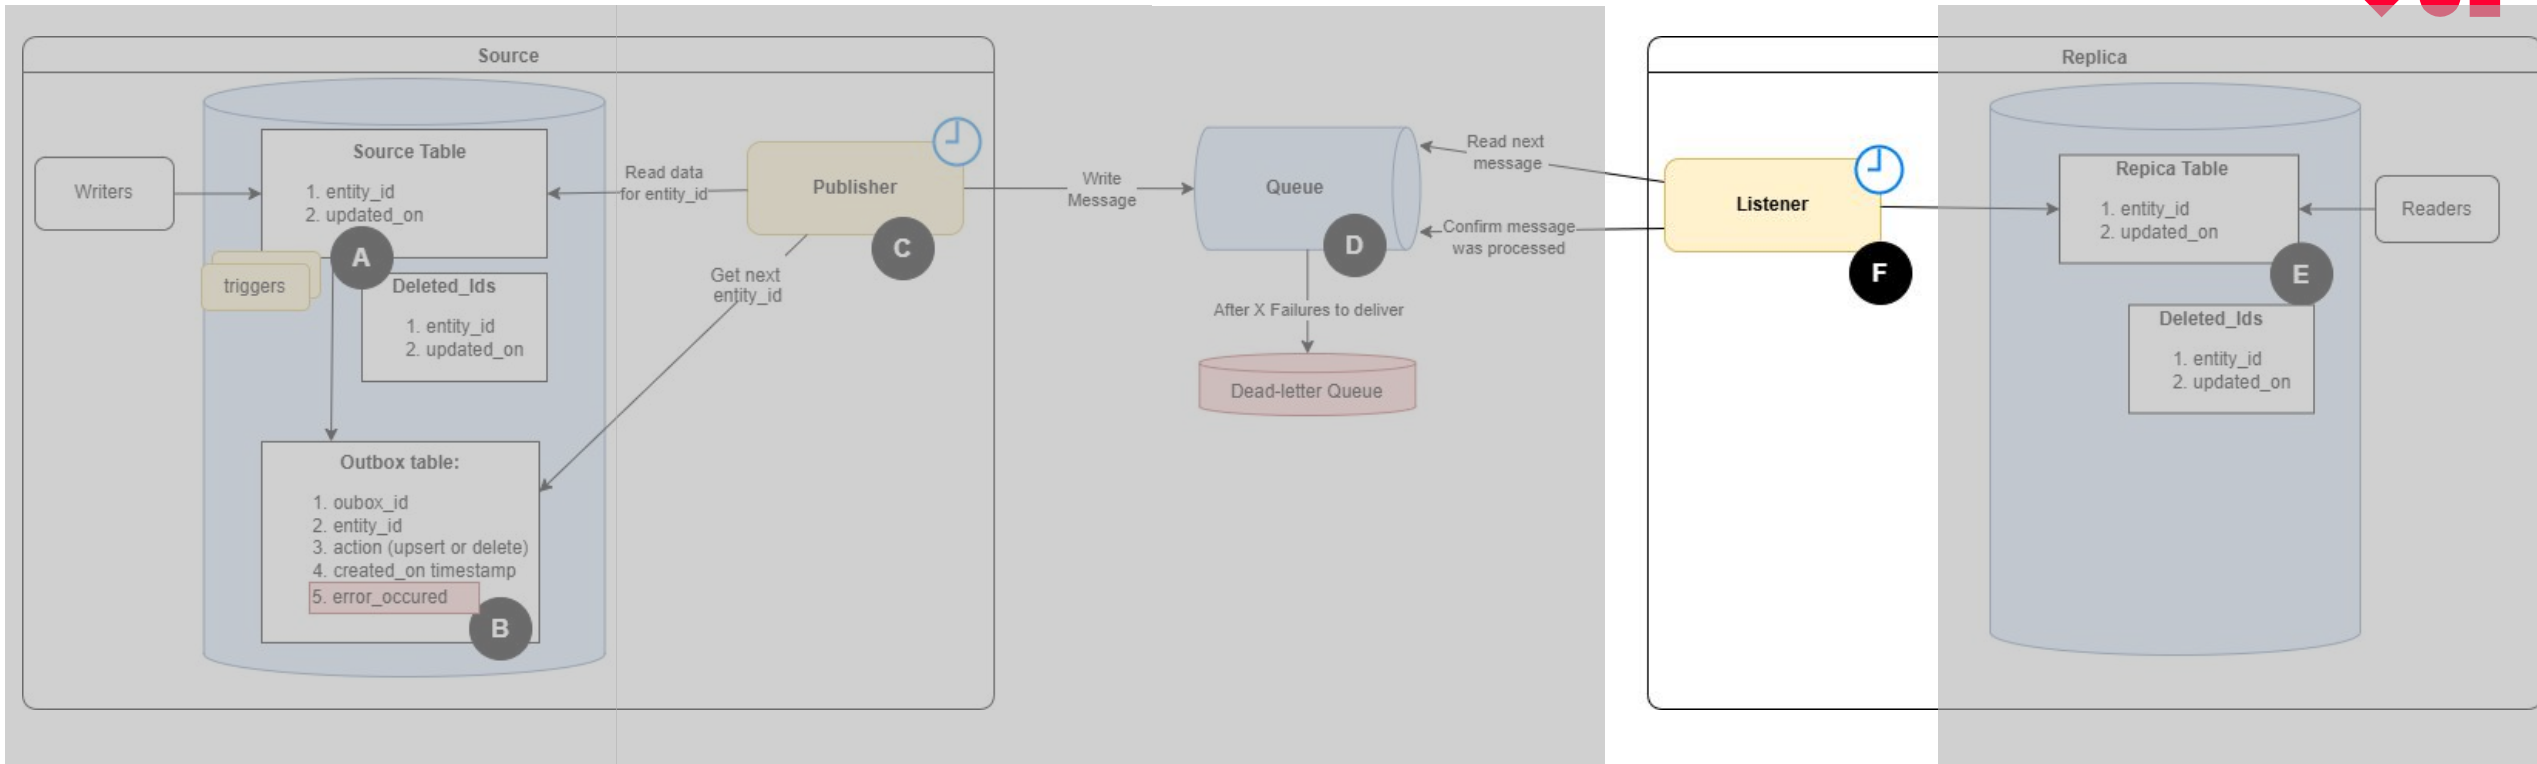 Source
Source Table
1. entity_id
2. updated_on
Writers
A
triggers
Deleted_Ids
1. entity_id
2. updated_on
Outbox table:
1. oubox_id
2. entity_id
3. action (upsert or delete)
4. created_on timestamp
5. error_occured
B
Read data
for entity_id
Publisher
C
Get next
entity_id
Write
Message
Queue
D
After X Failures to deliver
Dead-letter Queue
Read next
message
Confirm message
was processed
Replica
Listener
F
Repica Table
1. entity_id
2. updated_on
E
Deleted_Ids
1. entity_id
2. updated_on
Readers